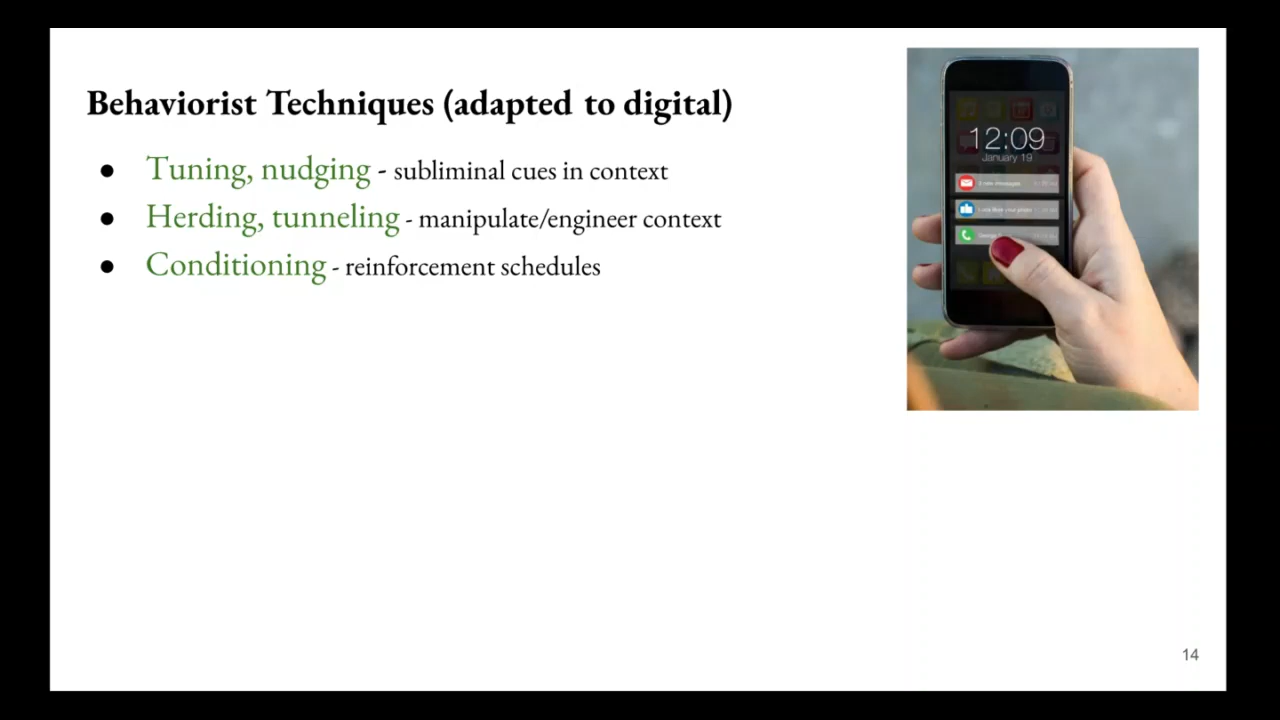 Behaviorist Techniques (adapted to digital)
● Tuning, nudging - subliminal cues in context
● Herding, tunneling - manipulate/engineer context
● Conditioning - reinforcement schedules
12:09
January 19
14